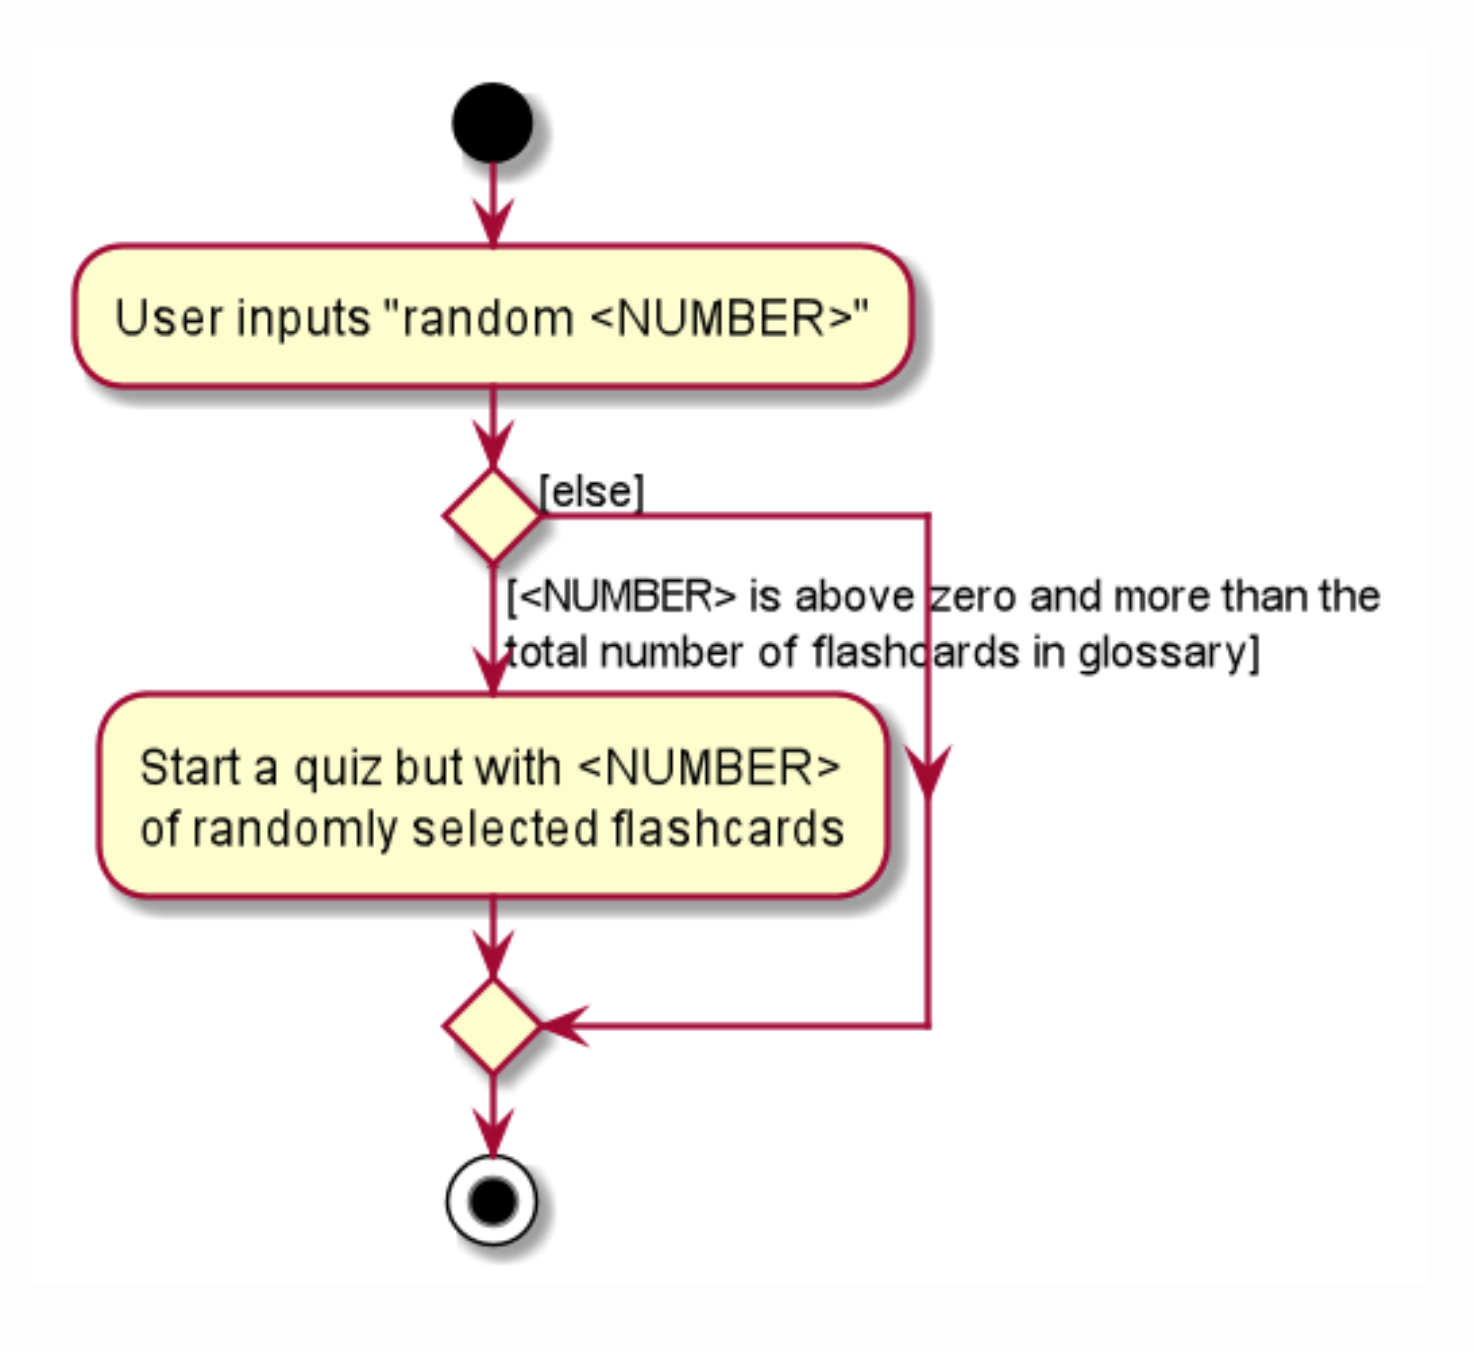 User inputs "random <NUMBER>"
[else]
[<NUMBER> is above zero and more than the
total number of flashcards in glossary]
Start a quiz but with <NUMBER>
of randomly selected flashcards